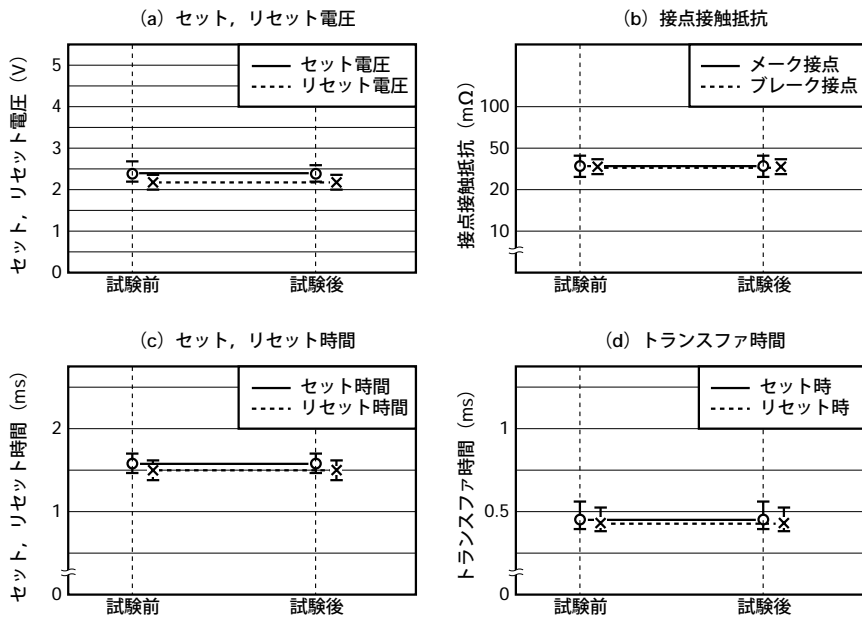 (a) セット，リセット電圧
セット，リセット電圧（V）
5
4
3
2
1
0
セット電圧
リセット電圧
試験前
試験後
(b) 接点接触抵抗
接点接触抵抗（mΩ）
100
50
20
10
メーク接点
ブレーク接点
試験前
試験後
(c) セット，リセット時間
セット，リセット時間（ms）
2
1
0
セット時間
リセット時間
試験前
試験後
(d) トランスファ時間
トランスファ時間（ms）
1
0.5
0
セット時
リセット時
試験前
試験後